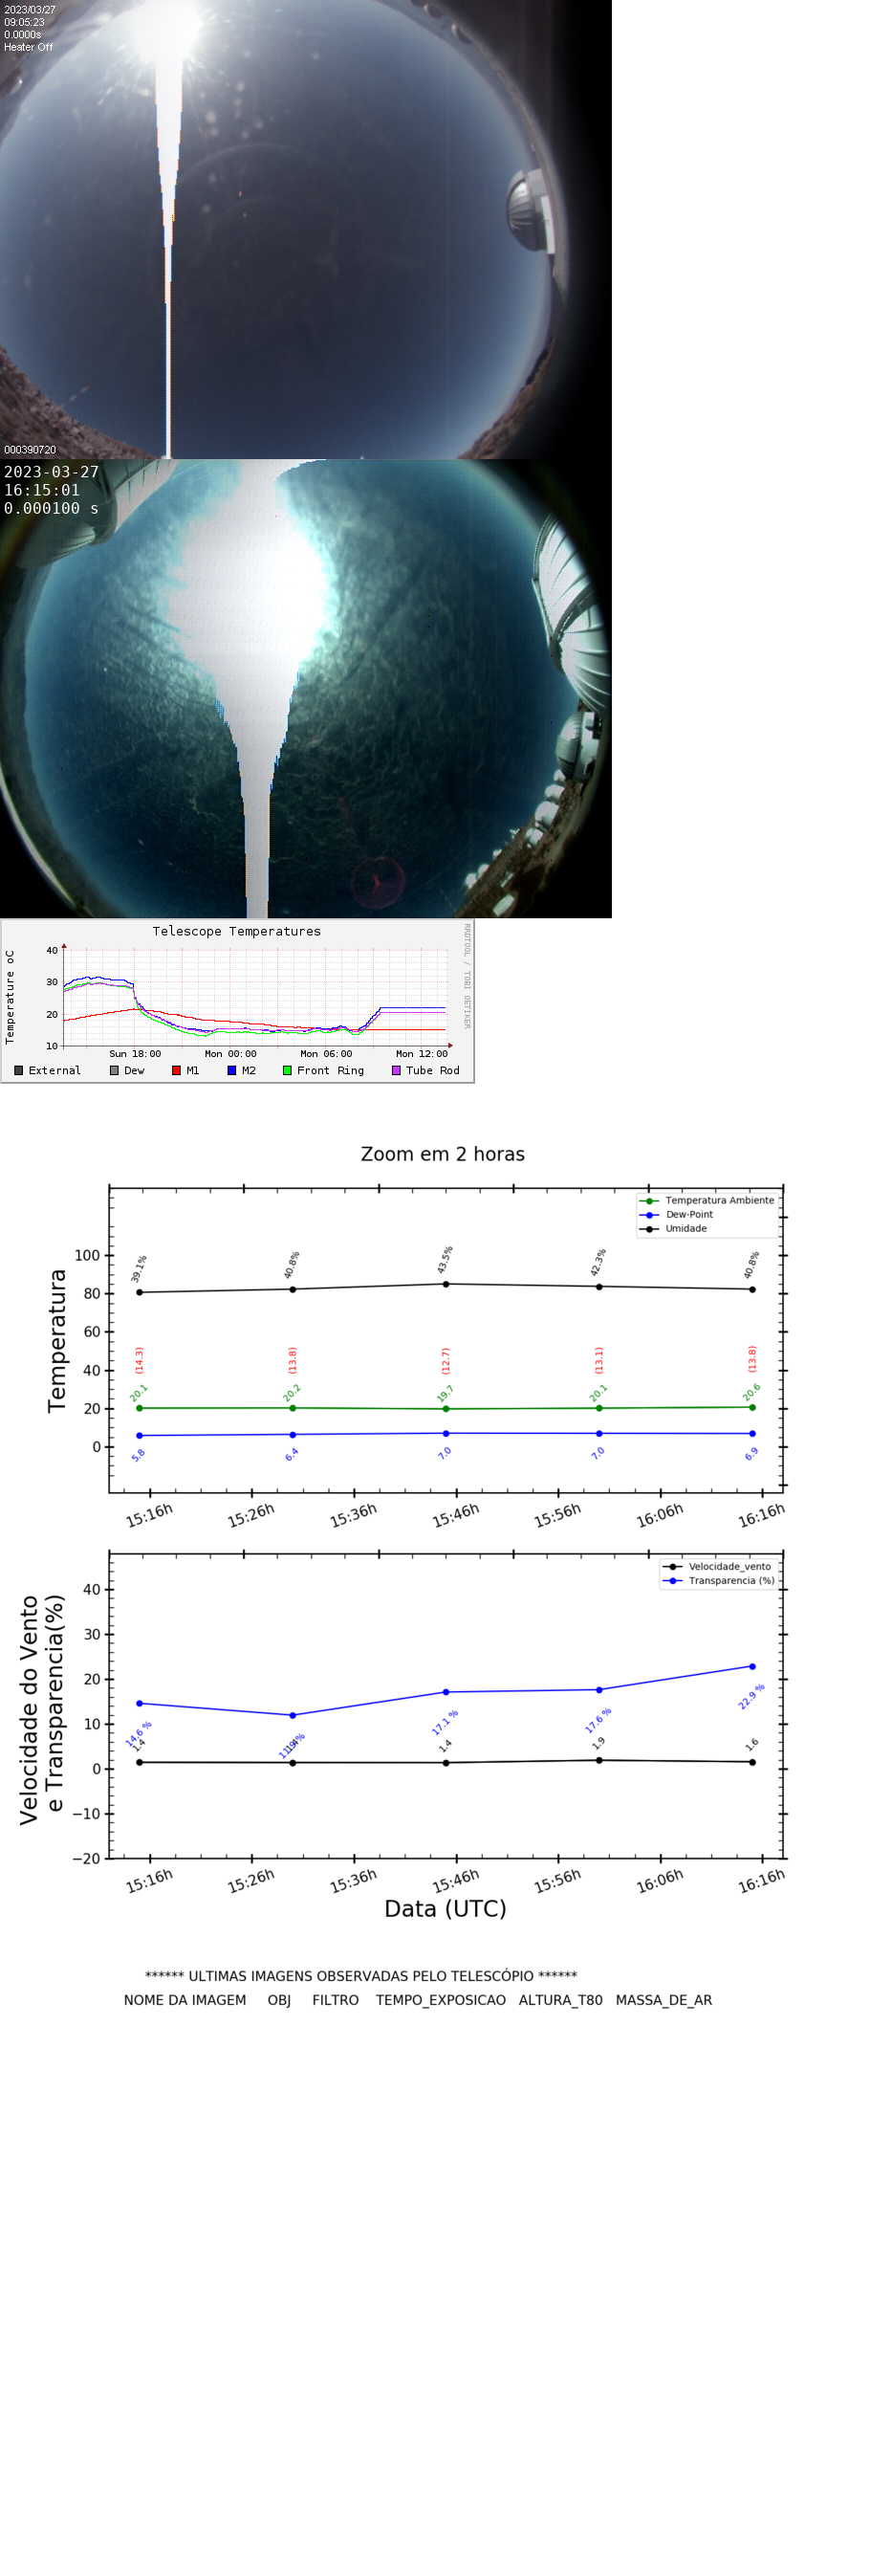 2023/03/27
09:05:23
0.0000s
Heater Off
000390720
2023-03-27
16:15:01
0.000100 s
Telescope Temperatures
RRDTOOL / TOBI OETIKER
Temperature oC
40
30
20
10
Sun 18:00 Mon 00:00 Mon 06:00 Mon 12:00
External Dew M1 M2 Front Ring Tube Rod
Zoom em 2 horas
Temperatura Ambiente
Dew-Point
Umidade
Temperatura
100
80
60
40
20
0
39.1% 40.8% 43.5% 42.3% 40.8%
(14.3) (13.8) (12.7) (13.1) (13.8)
20.1 20.2 19.7 20.1 20.6
5.8 6.4 7.0 7.0 6.9
15:16h 15:26h 15:36h 15:46h 15:56h 16:06h 16:16h
Velocidade_vento
Transparencia (%)
Velocidade do Vento
e Transparencia(%)
40
30
20
10
0
−10
−20
14.6 % 17.1 % 17.6 % 22.9 %
1.4 1.4 1.9 1.6
15:16h 15:26h 15:36h 15:46h 15:56h 16:06h 16:16h
Data (UTC)
****** ULTIMAS IMAGENS OBSERVADAS PELO TELESCÓPIO ******
NOME DA IMAGEM OBJ FILTRO TEMPO_EXPOSICAO ALTURA_T80 MASSA_DE_AR